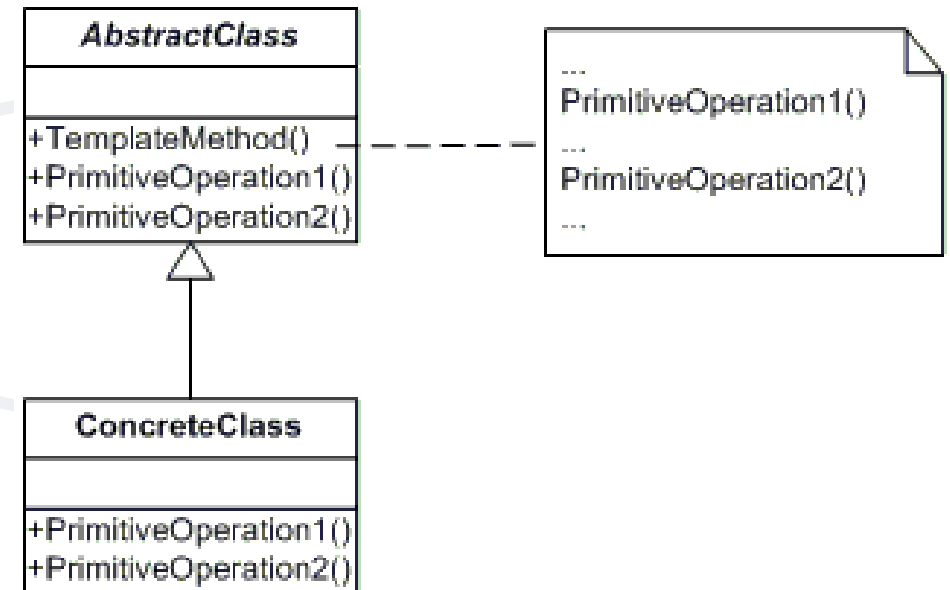 AbstractClass
+TemplateMethod()
+PrimitiveOperation1()
+PrimitiveOperation2()
...
PrimitiveOperation1()
...
PrimitiveOperation2()
...
ConcreteClass
+PrimitiveOperation1()
+PrimitiveOperation2()